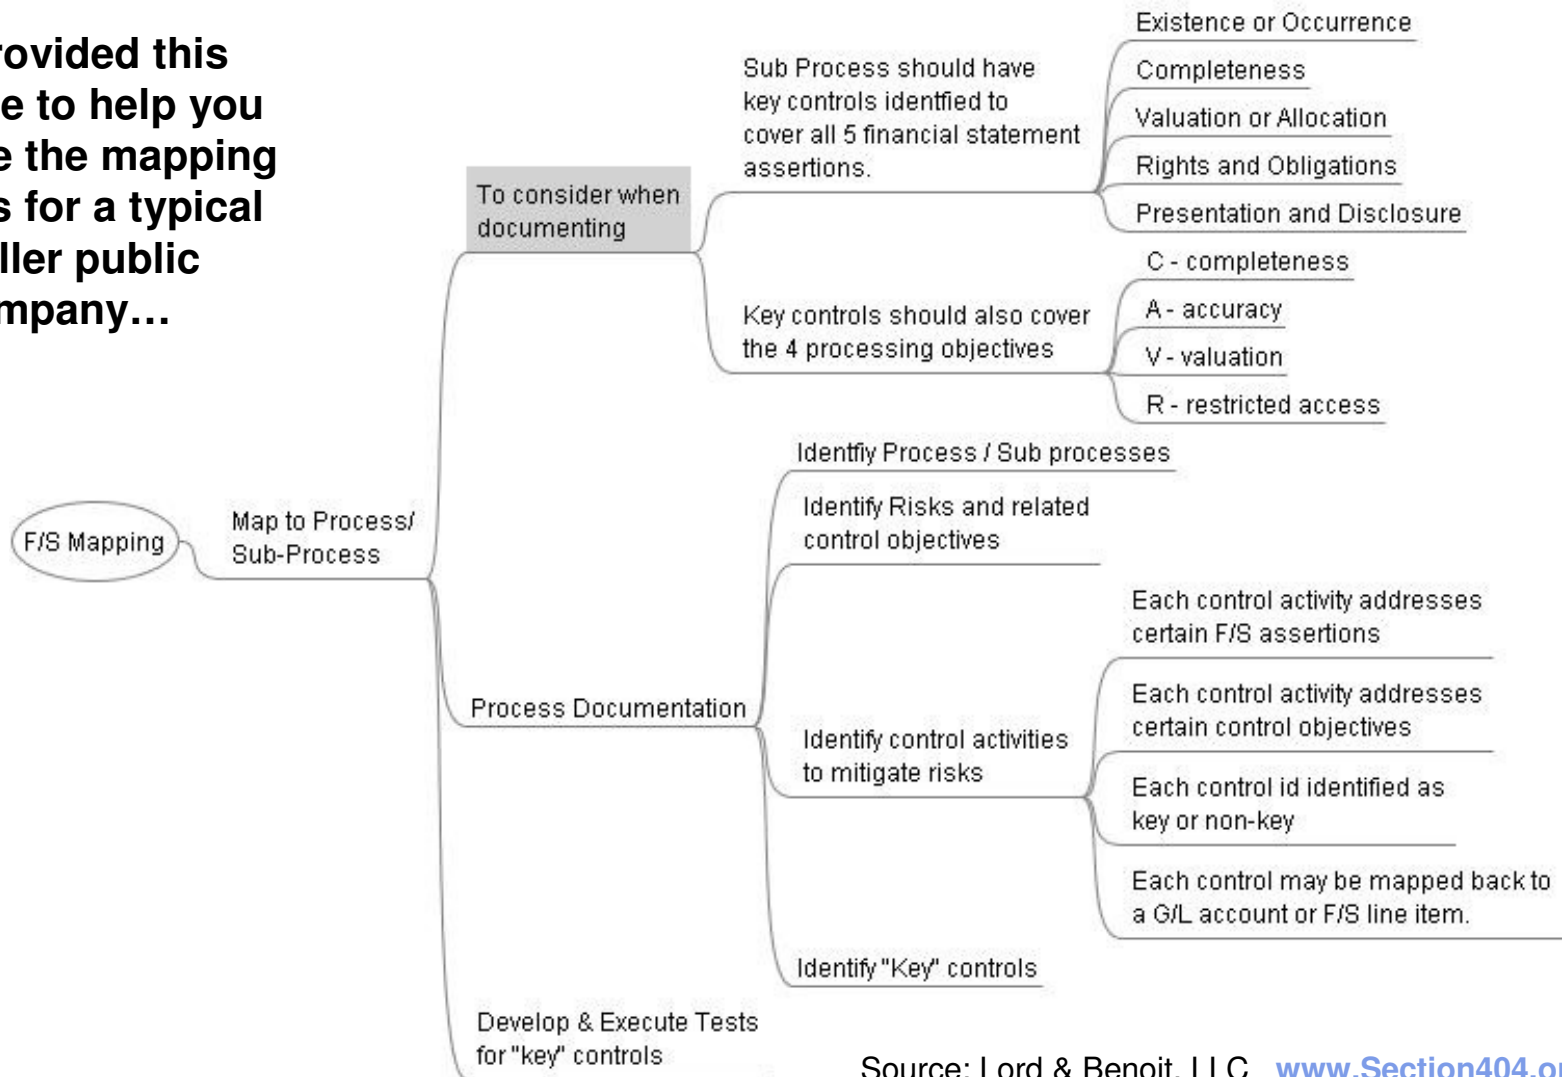 rovided this
e to help you
e the mapping
s for a typical
ller public
mpany…
Existence or Occurrence
Sub Process should have
key controls identfied to
cover all 5 financial statement
assertions.
Completeness
Valuation or Allocation
Rights and Obligations
Presentation and Disclosure
To consider when
documenting
Key controls should also cover
the 4 processing objectives
C - completeness
A - accuracy
V - valuation
R - restricted access
F/S Mapping
Map to Process/
Sub-Process
Process Documentation
Identfiy Process / Sub processes
Identify Risks and related
control objectives
Identify control activities
to mitigate risks
Each control activity addresses
certain F/S assertions
Each control activity addresses
certain control objectives
Each control id identified as
key or non-key
Each control may be mapped back to
a G/L account or F/S line item.
Identify "Key" controls
Develop & Execute Tests
for "key" controls
Source: Lord & Benoit, LLC www.Section404.or